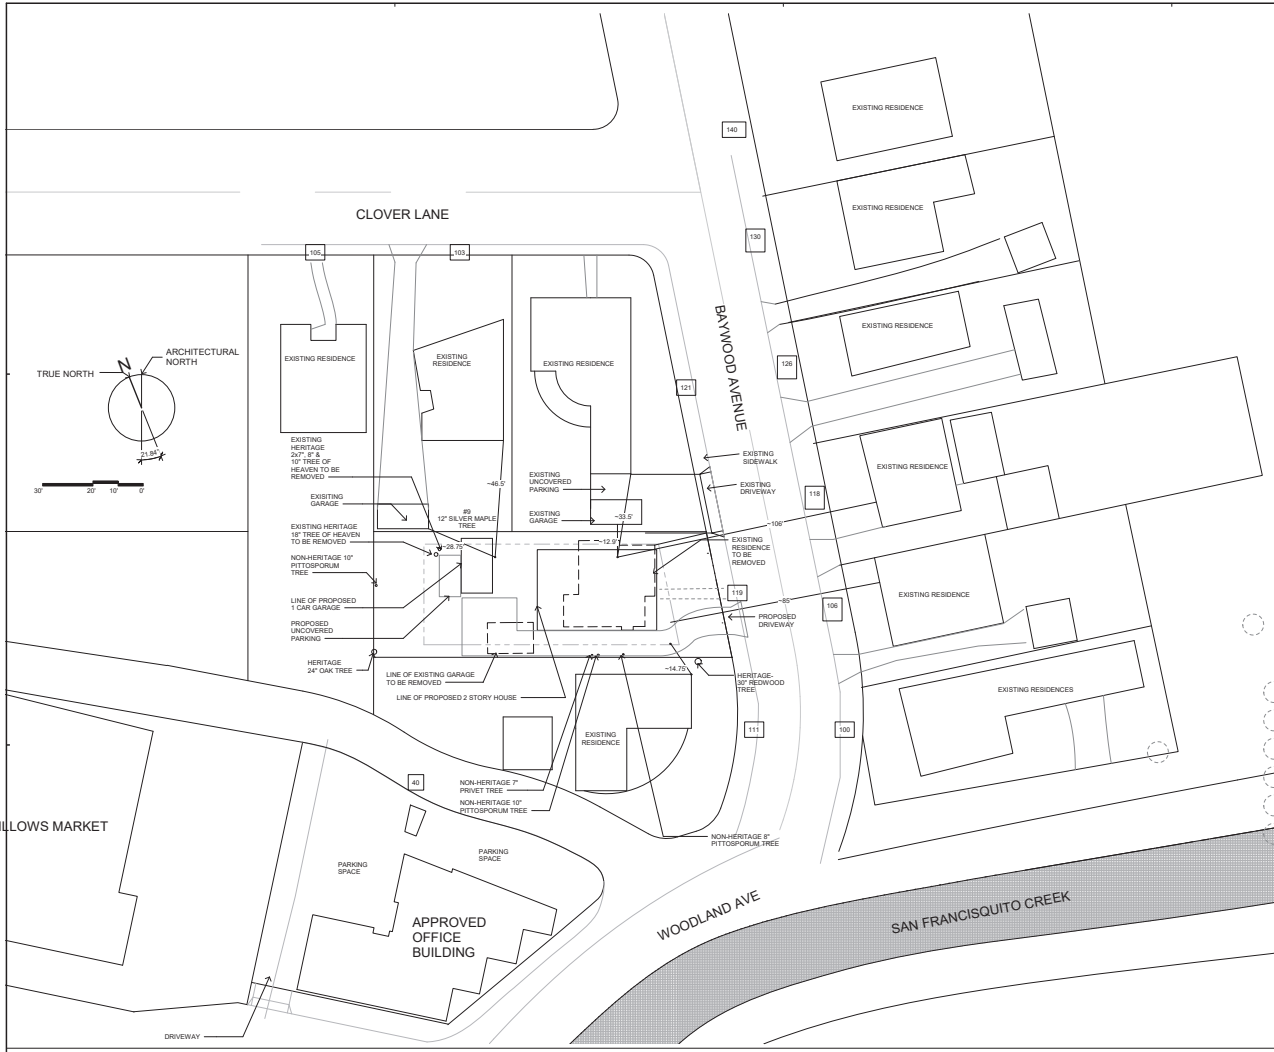 140
EXISTING RESIDENCE
EXISTING RESIDENCE
CLOVER LANE
105
103
130
BAYWOOD AVENUE
EXISTING RESIDENCE
126
121
ARCHITECTURAL
NORTH
TRUE NORTH
N
21.84°
30'
20'
10'
0'
EXISTING RESIDENCE
EXISTING
RESIDENCE
EXISTING RESIDENCE
EXISTING
HERITAGE
2x7", 8" &
10" TREE OF
HEAVEN TO BE
REMOVED
EXISITING
GARAGE
EXISTING HERITAGE
18" TREE OF HEAVEN
TO BE REMOVED
NON-HERITAGE 10"
PITTOSPORUM
TREE
LINE OF PROPOSED
1 CAR GARAGE
PROPOSED
UNCOVERED
PARKING
HERITAGE
24" OAK TREE
#9
12" SILVER MAPLE
TREE
~46.5'
~28.75'
EXISTING
UNCOVERED
PARKING
EXISTING
GARAGE
~33.5'
~12.9'
EXISTING
SIDEWALK
EXISTING
DRIVEWAY
EXISTING
RESIDENCE
TO BE
REMOVED
~106'
118
EXISTING RESIDENCE
119
~85'
106
EXISTING RESIDENCE
PROPOSED
DRIVEWAY
~14.75'
HERITAGE-
30" REDWOOD
TREE
LINE OF EXISTING GARAGE
TO BE REMOVED
LINE OF PROPOSED 2 STORY HOUSE
EXISTING
RESIDENCE
111
100
EXISTING RESIDENCES
NON-HERITAGE 7"
PRIVET TREE
NON-HERITAGE 10"
PITTOSPORUM TREE
NON-HERITAGE 8"
PITTOSPORUM TREE
40
LLOWS MARKET
PARKING
SPACE
PARKING
SPACE
APPROVED
OFFICE
BUILDING
WOODLAND AVE
SAN FRANCISQUITO CREEK
DRIVEWAY